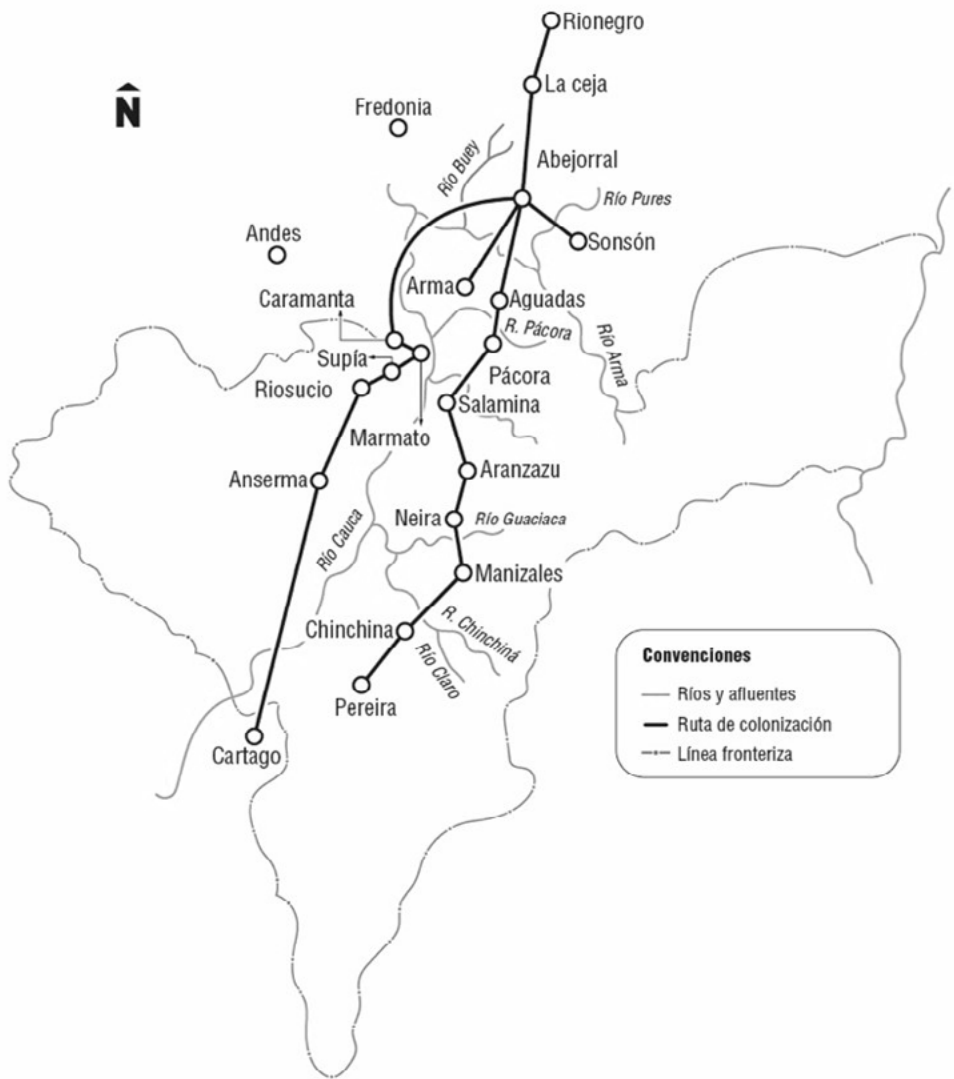 Rionegro
N
La ceja
Fredonia
Río Buey
Abejorral
Río Pures
Andes
Sonsón
Arma
Caramanta
Aguadas
R. Pácora
Río Arma
Supía
Pácora
Riosucio
Salamina
Marmato
Anserma
Aranzazu
Río Cauca
Neira
Río Guaciaca
Manizales
Chinchina
R. Chinchiná
Río Claro
Pereira
Cartago
Convenciones
Ríos y afluentes
Ruta de colonización
Línea fronteriza